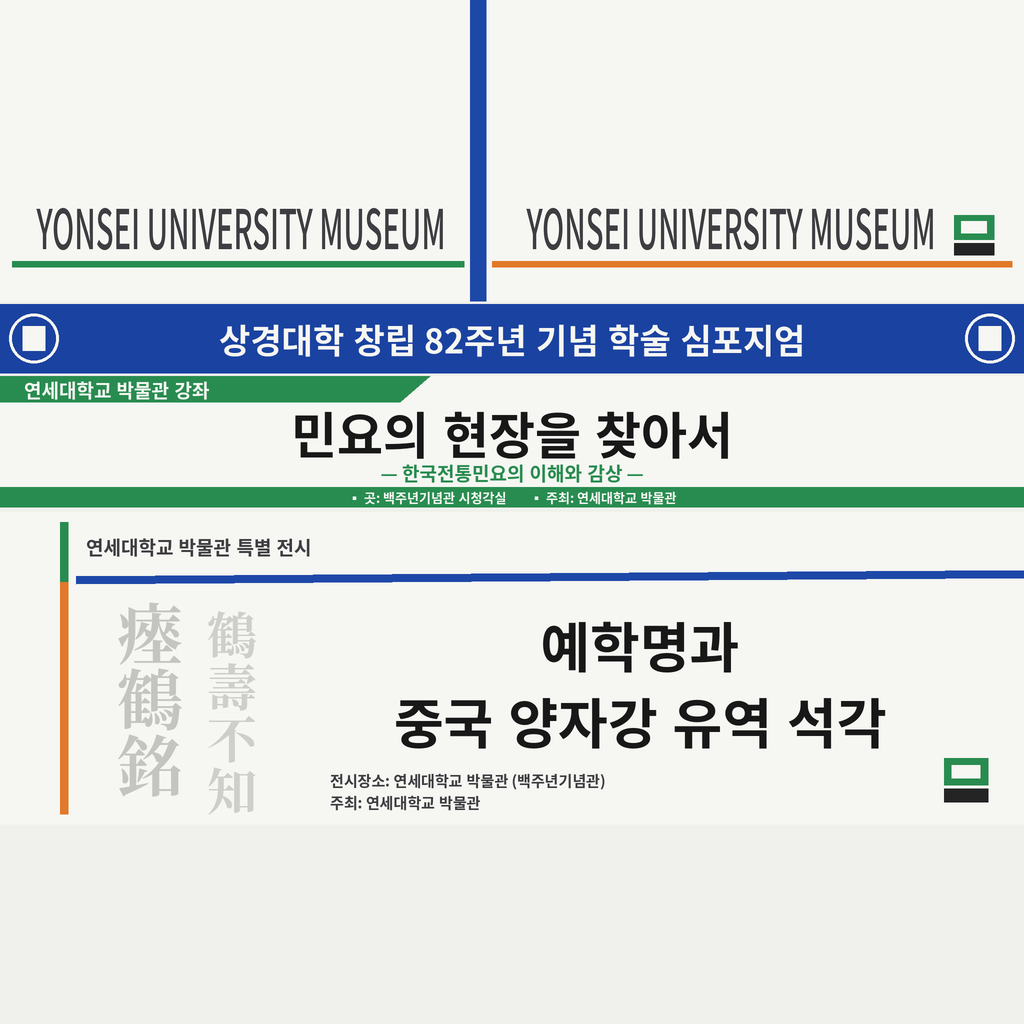 YONSEI UNIVERSITY MUSEUM
YONSEI UNIVERSITY MUSEUM
상경대학 창립 82주년 기념 학술 심포지엄
연세대학교 박물관 강좌
민요의 현장을 찾아서
— 한국전통민요의 이해와 감상 —
▪ 곳: 백주년기념관 시청각실 ▪ 주최: 연세대학교 박물관
연세대학교 박물관 특별 전시
瘞鶴銘
鶴壽不知
예학명과
중국 양자강 유역 석각
전시장소: 연세대학교 박물관 (백주년기념관)
주최: 연세대학교 박물관